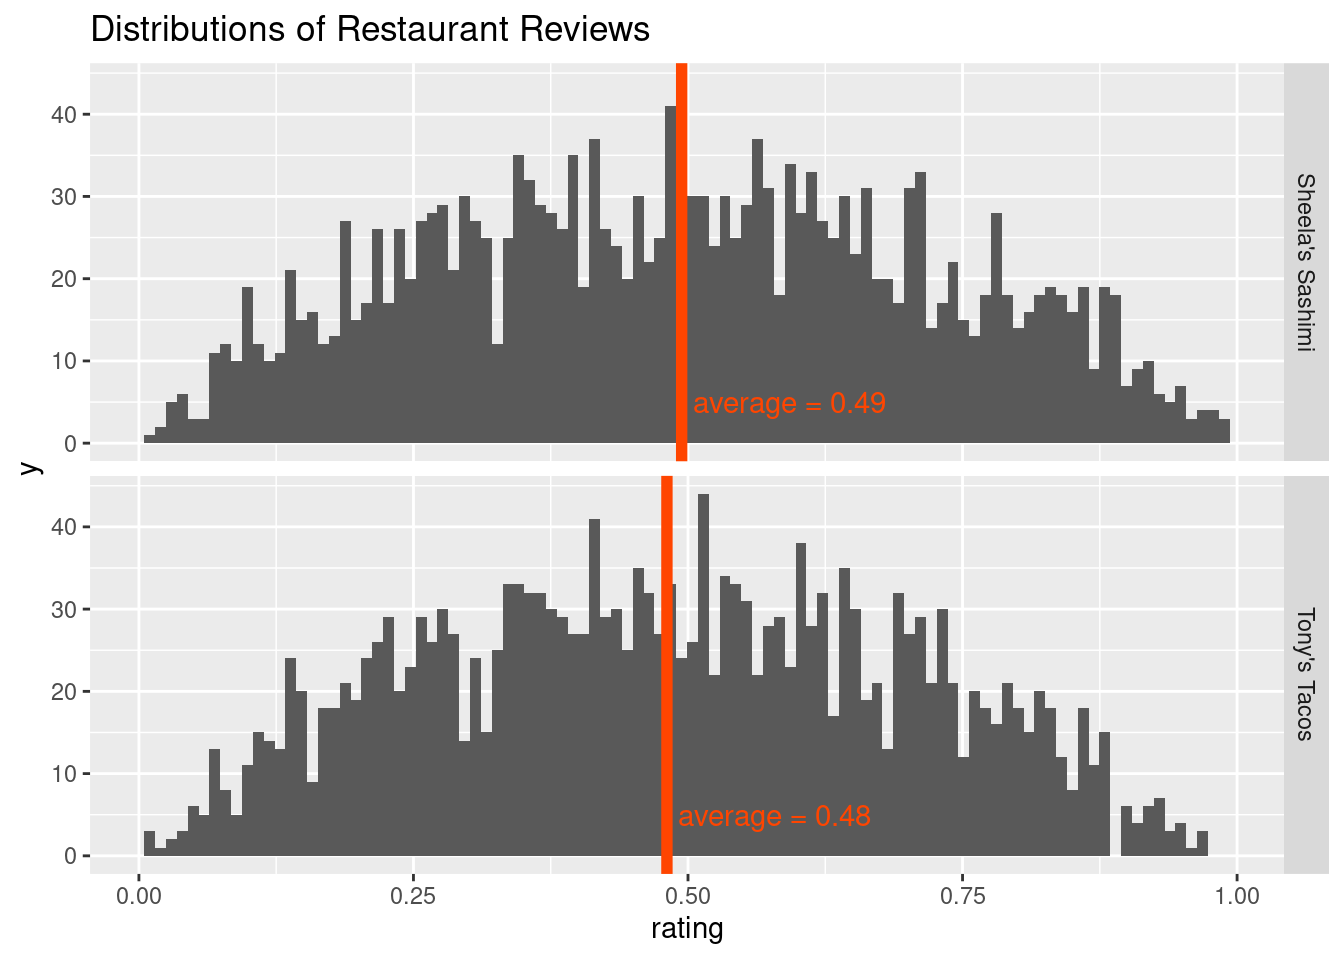 Distributions of Restaurant Reviews
40
30
20
10
0
average = 0.49
Sheela's Sashimi
y
40
30
20
10
0
average = 0.48
Tony's Tacos
0.00 0.25 0.50 0.75 1.00
rating